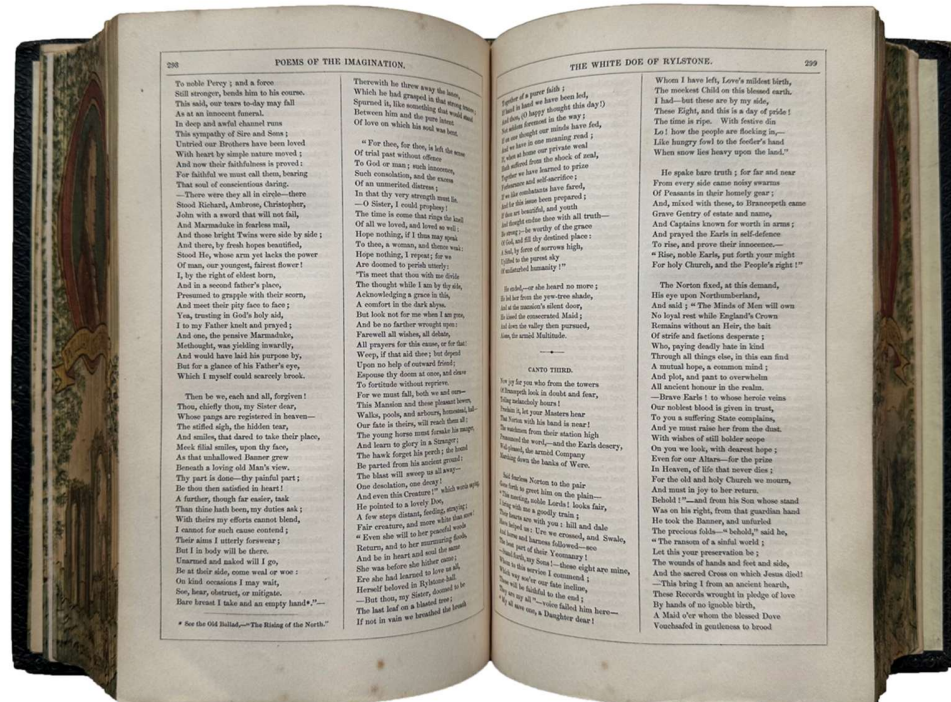 298
POEMS OF THE IMAGINATION.
To noble Percy; and a force
Still stronger, bends him to his course.
This said, our tears to-day may fall
As at an innocent funeral.
In deep and awful channel runs
This sympathy of Sire and Sons;
Untried our Brothers have been loved
With heart by simple nature moved;
And now their faithfulness is proved:
For faithful we must call them, bearing
That soul of conscientious daring.
—There were they all in circle—there
Stood Richard, Ambrose, Christopher,
John with a sword that will not fail,
And Marmaduke in fearless mail,
And those bright Twins were side by side;
And there, by fresh hopes beautified,
Stood He, whose arm yet lacks the power
Of man, our youngest, fairest flower!
I, by the right of eldest born,
And in a second father's place,
Presumed to grapple with their scorn,
And meet their pity face to face;
Yea, trusting in God's holy aid,
I to my Father knelt and prayed;
And one, the pensive Marmaduke,
Methought, was yielding inwardly,
And would have laid his purpose by,
But for a glance of his Father's eye,
Which I myself could scarcely brook.
Then be we, each and all, forgiven!
Thou, chiefly thou, my Sister dear,
Whose pangs are registered in heaven—
The stifled sigh, the hidden tear,
And smiles, that dared to take their place,
Meek filial smiles, upon thy face,
As that unhallowed Banner grew
Beneath a loving old Man's view.
Thy part is done—thy painful part;
Be thou then satisfied in heart!
A further, though far easier, task
Than thine hath been, my duties ask;
With theirs my efforts cannot blend,
I cannot for such cause contend;
Their aims I utterly forswear;
But I in body will be there.
Unarmed and naked will I go,
Be at their side, come weal or woe:
On kind occasions I may wait,
See, hear, obstruct, or mitigate.
Bare breast I take and an empty hand*."—
* See the Old Ballad,—"The Rising of the North."
Therewith he threw away the lance,
Which he had grasped in that strong trance,
Spurned it, like something that would stand
Between him and the pure intent
Of love on which his soul was bent.
"For thee, for thee, is left the sense
Of trial past without offence
To God or man; such innocence,
Such consolation, and the excess
Of an unmerited distress;
In that thy very strength must lie.
—O Sister, I could prophesy!
The time is come that rings the knell
Of all we loved, and loved so well:
Hope nothing, if I thus may speak
To thee, a woman, and thence weak:
Hope nothing, I repeat; for we
Are doomed to perish utterly:
'Tis meet that thou with me divide
The thought while I am by thy side,
Acknowledging a grace in this,
A comfort in the dark abyss.
But look not for me when I am gone,
And be no farther wrought upon:
Farewell all wishes, all debate,
All prayers for this cause, or for that:
Weep, if that aid thee; but depend
Upon no help of outward friend;
Espouse thy doom at once, and cleave
To fortitude without reprieve.
For we must fall, both we and ours—
This Mansion and these pleasant bowers,
Walks, pools, and arbours, homestead, hall—
Our fate is theirs, will reach them all;
The young horse must forsake his manger,
And learn to glory in a Stranger;
The hawk forget his perch; the hound
Be parted from his ancient ground:
The blast will sweep us all away—
One desolation, one decay!
And even this Creature!" which words saying,
He pointed to a lovely Doe,
A few steps distant, feeding, straying;
Fair creature, and more white than snow!
"Even she will to her peaceful woods
Return, and to her murmuring floods,
And be in heart and soul the same
She was before she hither came;
Ere she had learned to love us all,
Herself beloved in Rylstone-hall.
—But thou, my Sister, doomed to be
The last leaf on a blasted tree;
If not in vain we breathed the breath
THE WHITE DOE OF RYLSTONE.
299
Together of a purer faith;
If hand in hand we have been led,
And thou, (O happy thought this day!)
Not seldom foremost in the way;
If on one thought our minds have fed,
And we have in one meaning read;
If, when at home our private weal
Hath suffered from the shock of zeal,
Together we have learned to prize
Forbearance and self-sacrifice;
If we like combatants have fared,
And for this issue been prepared;
If thou art beautiful, and youth
And thought endue thee with all truth—
Be strong;—be worthy of the grace
Of God, and fill thy destined place:
A Soul, by force of sorrows high,
Uplifted to the purest sky
Of undisturbed humanity!"
He ended,—or she heard no more;
He led her from the yew-tree shade,
And at the mansion's silent door,
He kissed the consecrated Maid;
And down the valley then pursued,
Alone, the armed Multitude.
CANTO THIRD.
Now joy for you who from the towers
Of Brancepeth look in doubt and fear,
Telling melancholy hours!
Proclaim it, let your Masters hear
That Norton with his band is near!
The watchmen from their station high
Pronounced the word,—and the Earls descry,
Well-pleased, the armed Company
Marching down the banks of Were.
Said fearless Norton to the pair
Gone forth to greet him on the plain—
"This meeting, noble Lords! looks fair,
I bring with me a goodly train;
Their hearts are with you: hill and dale
Have helped us: Ure we crossed, and Swale,
And horse and harness followed—see
The best part of their Yeomanry!
—Stand forth, my Sons!—these eight are mine,
Whom to this service I commend;
Which way soe'er our fate incline,
These will be faithful to the end;
They are my all"—voice failed him here—
"My all save one, a Daughter dear!
Whom I have left, Love's mildest birth,
The meekest Child on this blessed earth.
I had—but these are by my side,
These Eight, and this is a day of pride!
The time is ripe. With festive din
Lo! how the people are flocking in,—
Like hungry fowl to the feeder's hand
When snow lies heavy upon the land."
He spake bare truth; for far and near
From every side came noisy swarms
Of Peasants in their homely gear;
And, mixed with these, to Brancepeth came
Grave Gentry of estate and name,
And Captains known for worth in arms;
And prayed the Earls in self-defence
To rise, and prove their innocence.—
"Rise, noble Earls, put forth your might
For holy Church, and the People's right!"
The Norton fixed, at this demand,
His eye upon Northumberland,
And said; "The Minds of Men will own
No loyal rest while England's Crown
Remains without an Heir, the bait
Of strife and factions desperate;
Who, paying deadly hate in kind
Through all things else, in this can find
A mutual hope, a common mind;
And plot, and pant to overwhelm
All ancient honour in the realm.
—Brave Earls! to whose heroic veins
Our noblest blood is given in trust,
To you a suffering State complains,
And ye must raise her from the dust.
With wishes of still bolder scope
On you we look, with dearest hope;
Even for our Altars—for the prize
In Heaven, of life that never dies;
For the old and holy Church we mourn,
And must in joy to her return.
Behold!"—and from his Son whose stand
Was on his right, from that guardian hand
He took the Banner, and unfurled
The precious folds—"behold," said he,
"The ransom of a sinful world;
Let this your preservation be;
The wounds of hands and feet and side,
And the sacred Cross on which Jesus died!
—This bring I from an ancient hearth,
These Records wrought in pledge of love
By hands of no ignoble birth,
A Maid o'er whom the blessed Dove
Vouchsafed in gentleness to brood